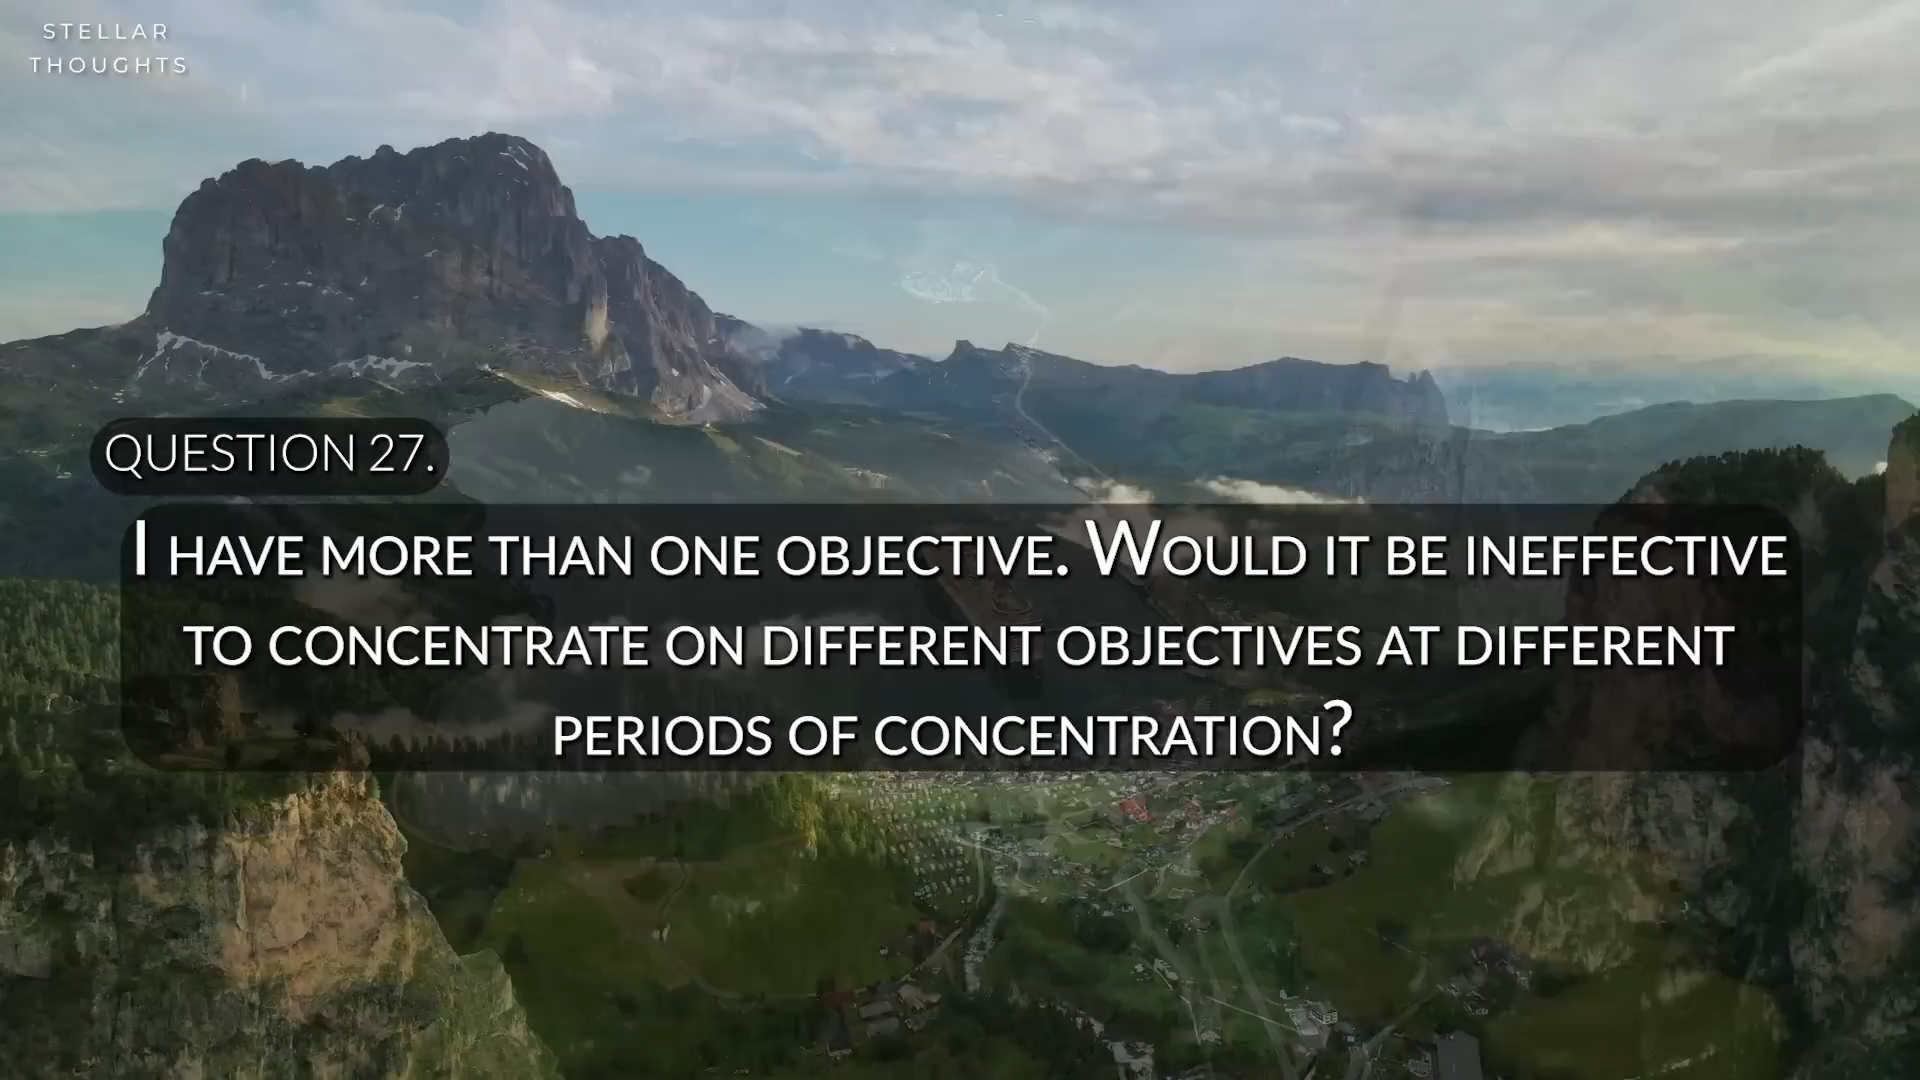 STELLAR
THOUGHTS
QUESTION 27.
I HAVE MORE THAN ONE OBJECTIVE. WOULD IT BE INEFFECTIVE
TO CONCENTRATE ON DIFFERENT OBJECTIVES AT DIFFERENT
PERIODS OF CONCENTRATION?